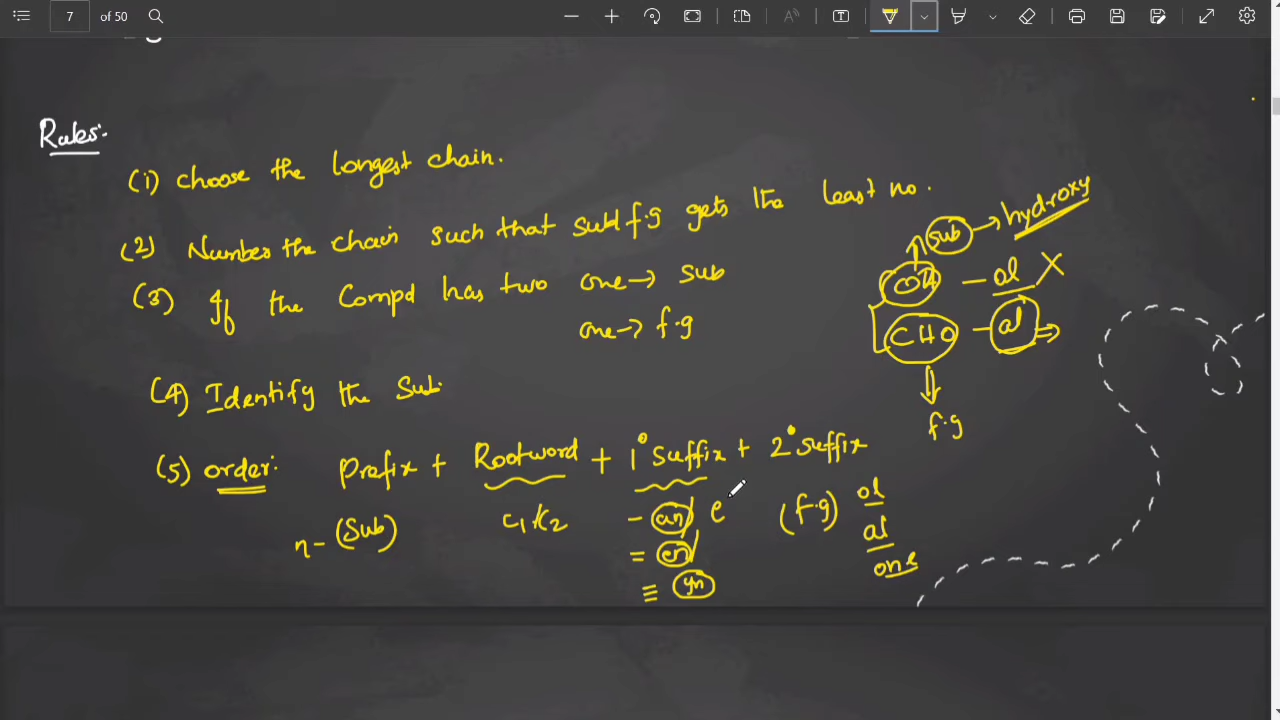 7 of 50
Rules:-
(i) choose the longest chain.
(2) Number the chain such that sub/f.g gets the least no.
(3) If the Compd has two one → sub
one → f.g
sub → hydroxy
OH - ol X
CHO - al ⇒
f.g
(4) Identify the Sub.
(5) order: Prefix + Rootword + 1° suffix + 2° suffix
n- (Sub) C1/C2 - an/ e (f.g) ol
= en/ al
≡ yn one